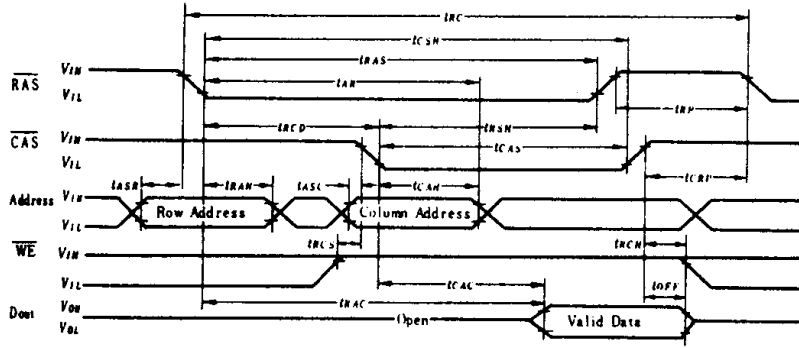 tRC
tCSH
tRAS
tAR
RAS VIH
VIL
tRP
tRCD tRSH
CAS VIH
VIL
tCAS
tCRP
tASR tRAH tASC tCAH
Address VIH
VIL
Row Address Column Address
WE VIH
VIL
tRCS tRCH
tCAC tOFF
tRAC
Dout VOH
VOL
Open Valid Data